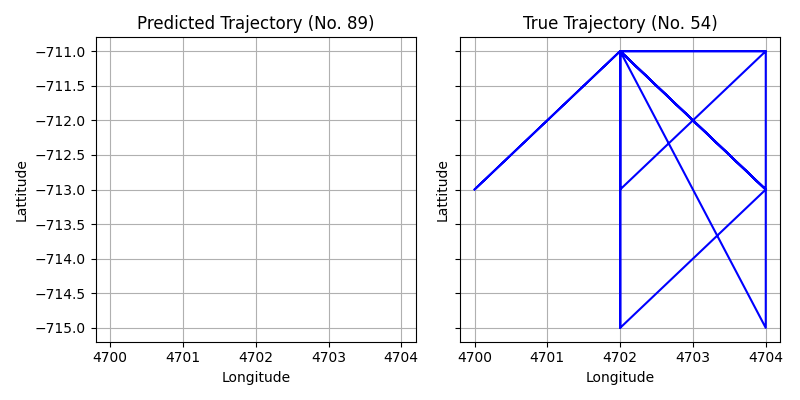 Predicted Trajectory (No. 89)
True Trajectory (No. 54)
−711.0
−711.5
−712.0
−712.5
−713.0
−713.5
−714.0
−714.5
−715.0
Lattitude
Lattitude
4700 4701 4702 4703 4704
4700 4701 4702 4703 4704
Longitude
Longitude